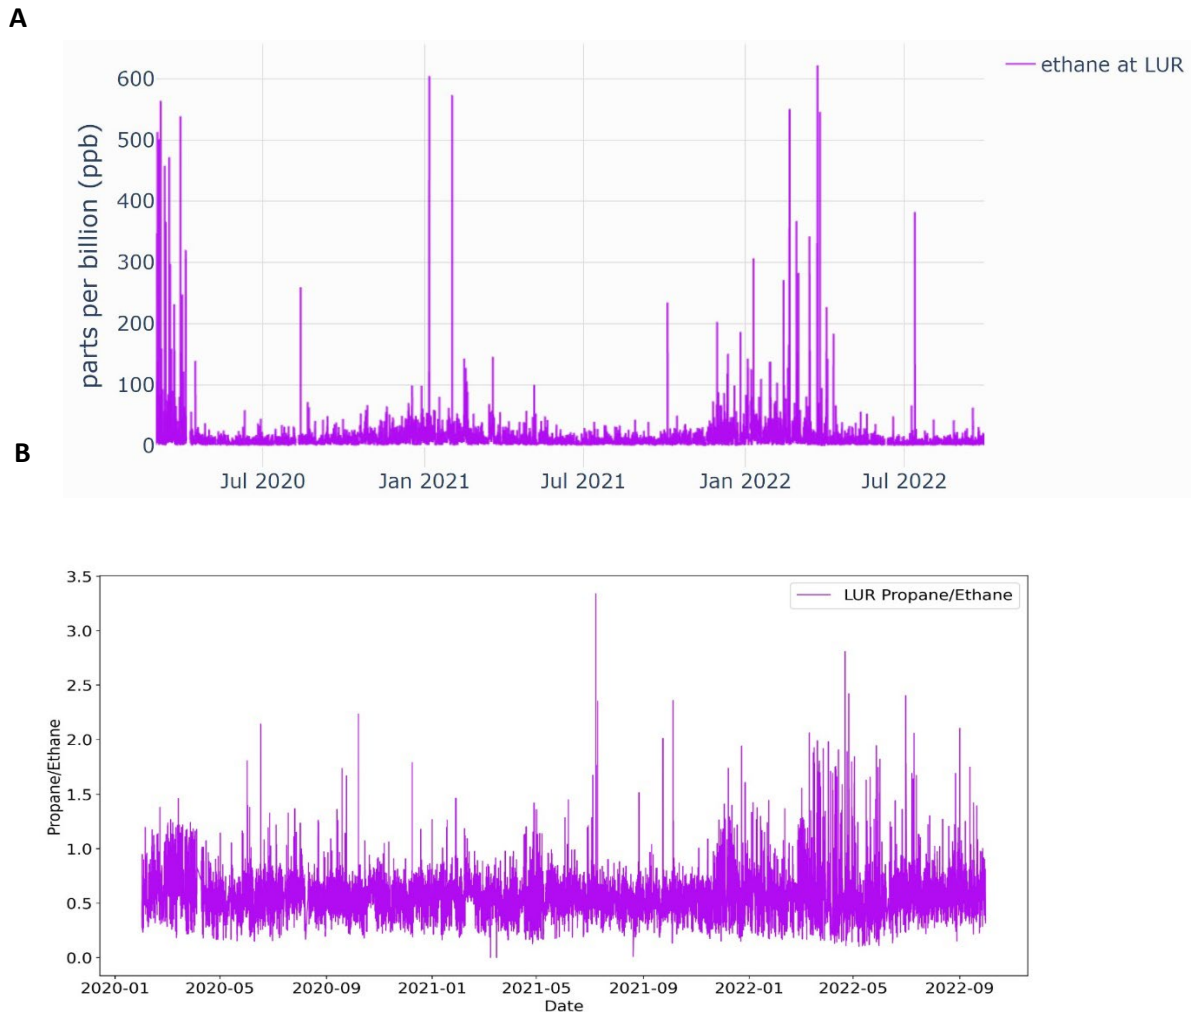 A
ethane at LUR
parts per billion (ppb)
600
500
400
300
200
100
0
Jul 2020 Jan 2021 Jul 2021 Jan 2022 Jul 2022
B
LUR Propane/Ethane
Propane/Ethane
3.5
3.0
2.5
2.0
1.5
1.0
0.5
0.0
2020-01 2020-05 2020-09 2021-01 2021-05 2021-09 2022-01 2022-05 2022-09
Date